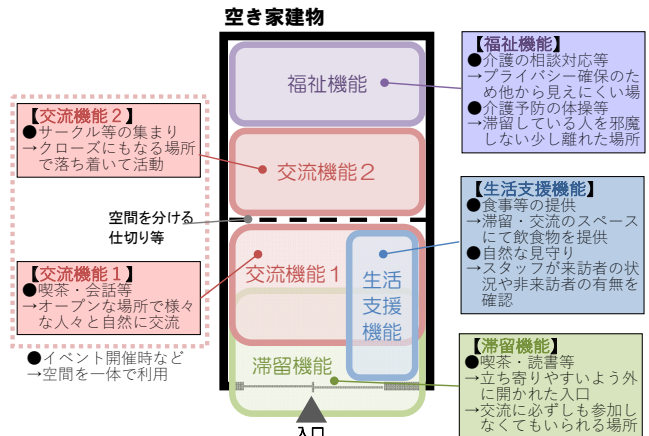 空き家建物
福祉機能
交流機能２
空間を分ける
仕切り等
交流機能１
生活
支援
機能
滞留機能
入口
【交流機能２】
●サークル等の集まり
→クローズにもなる場所
で落ち着いて活動
【交流機能１】
●喫茶・会話等
→オープンな場所で様々
な人々と自然に交流
●イベント開催時など
→空間を一体で利用
【福祉機能】
●介護の相談対応等
→プライバシー確保のた
め他から見えにくい場
●介護予防の体操等
→滞留している人を邪魔
しない少し離れた場所
【生活支援機能】
●食事等の提供
→滞留・交流のスペース
にて飲食物を提供
●自然な見守り
→スタッフが来訪者の状
況や非来訪者の有無を
確認
【滞留機能】
●喫茶・読書等
→立ち寄りやすいよう外
に開かれた入口
→交流に必ずしも参加し
なくてもいられる場所